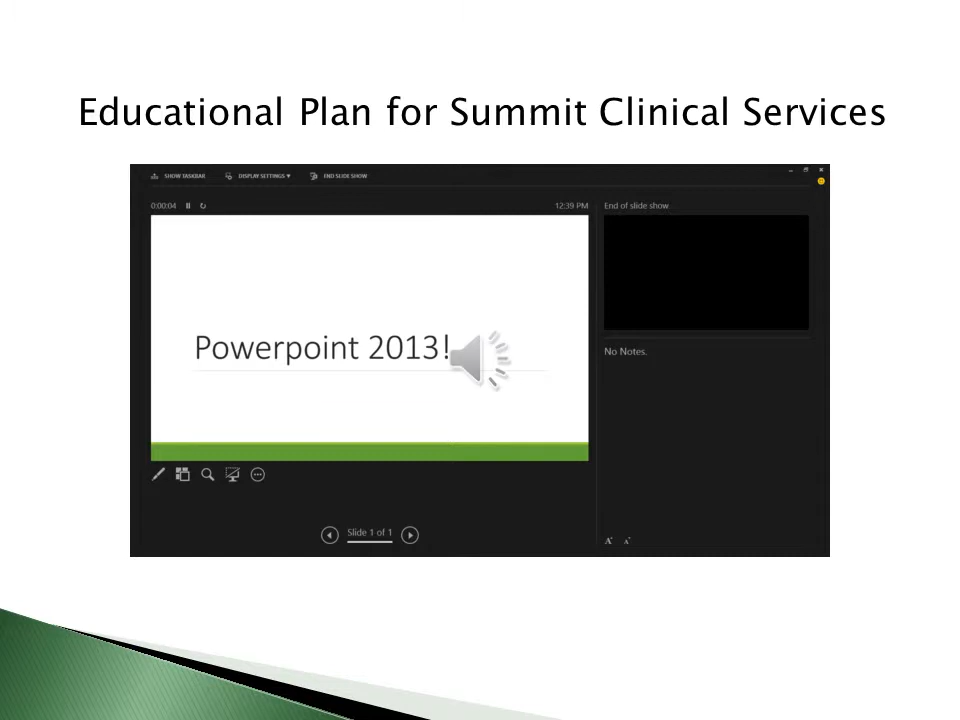 Educational Plan for Summit Clinical Services
SHOW TASKBAR DISPLAY SETTINGS ▼ END SLIDE SHOW
0:00:04 12:39 PM End of slide show
Powerpoint 2013!
No Notes.
Slide 1 of 1
A A